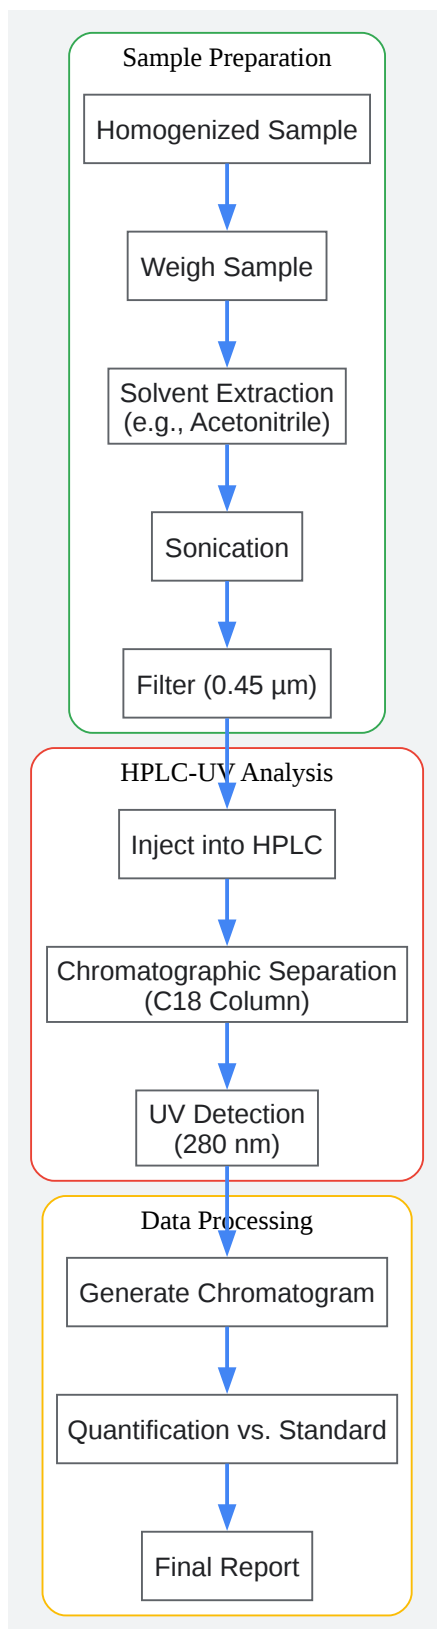 Sample Preparation
Homogenized Sample
Weigh Sample
Solvent Extraction
(e.g., Acetonitrile)
Sonication
Filter (0.45 µm)
HPLC-UV Analysis
Inject into HPLC
Chromatographic Separation
(C18 Column)
UV Detection
(280 nm)
Data Processing
Generate Chromatogram
Quantification vs. Standard
Final Report